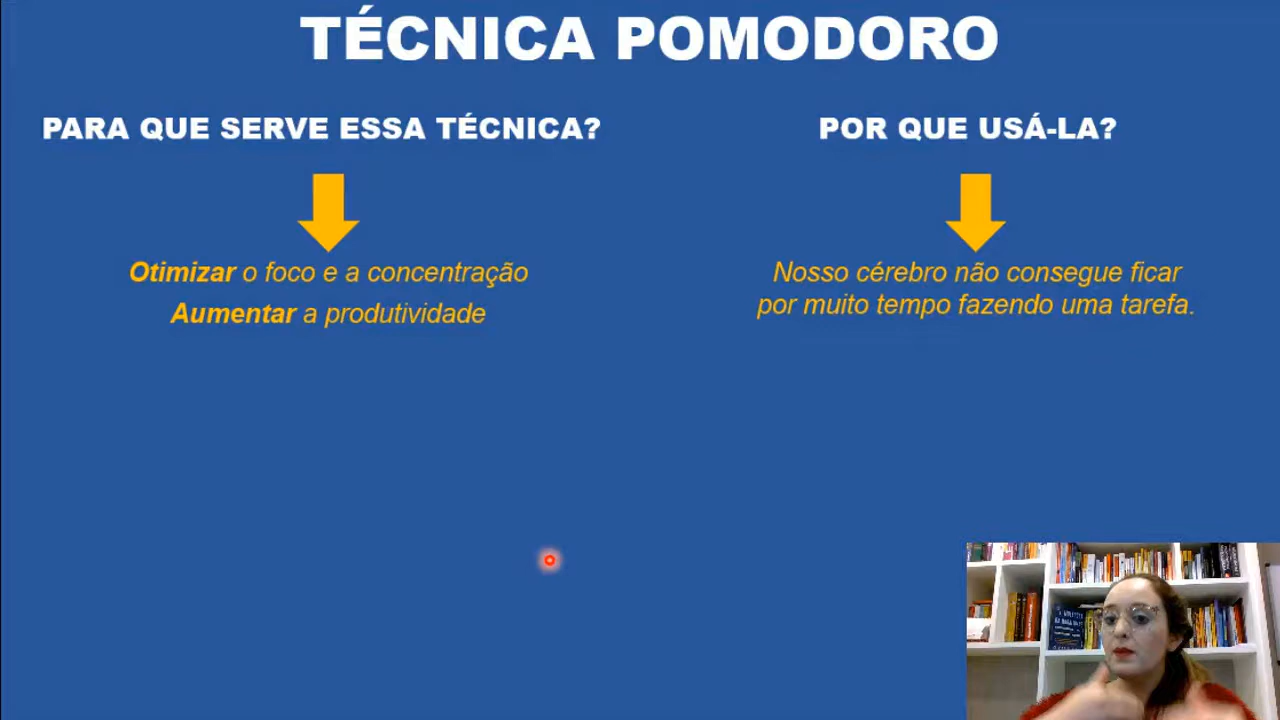 TÉCNICA POMODORO
PARA QUE SERVE ESSA TÉCNICA?
Otimizar o foco e a concentração
Aumentar a produtividade
POR QUE USÁ-LA?
Nosso cérebro não consegue ficar
por muito tempo fazendo uma tarefa.